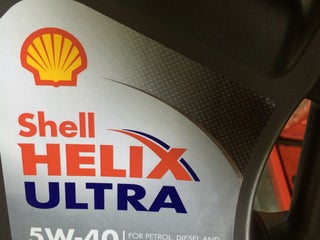 Shell
HELIX
ULTRA
5W-40 FOR PETROL, DIESEL AND